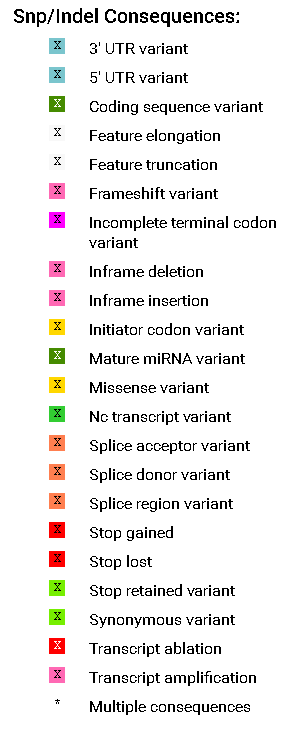 Snp/Indel Consequences:
X 3' UTR variant
X 5' UTR variant
X Coding sequence variant
X Feature elongation
X Feature truncation
X Frameshift variant
X Incomplete terminal codon
variant
X Inframe deletion
X Inframe insertion
X Initiator codon variant
X Mature miRNA variant
X Missense variant
X Nc transcript variant
X Splice acceptor variant
X Splice donor variant
X Splice region variant
X Stop gained
X Stop lost
X Stop retained variant
X Synonymous variant
X Transcript ablation
X Transcript amplification
* Multiple consequences